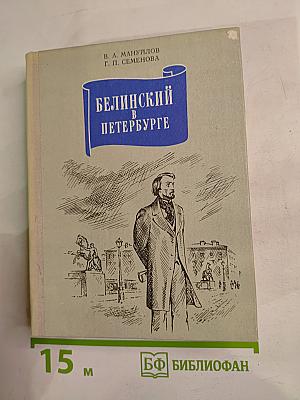 В. А. МАНУЙЛОВ
Г. П. СЕМЕНОВА
БЕЛИНСКИЙ
В
ПЕТЕРБУРГЕ
15 м
БФ БИБЛИОФАН